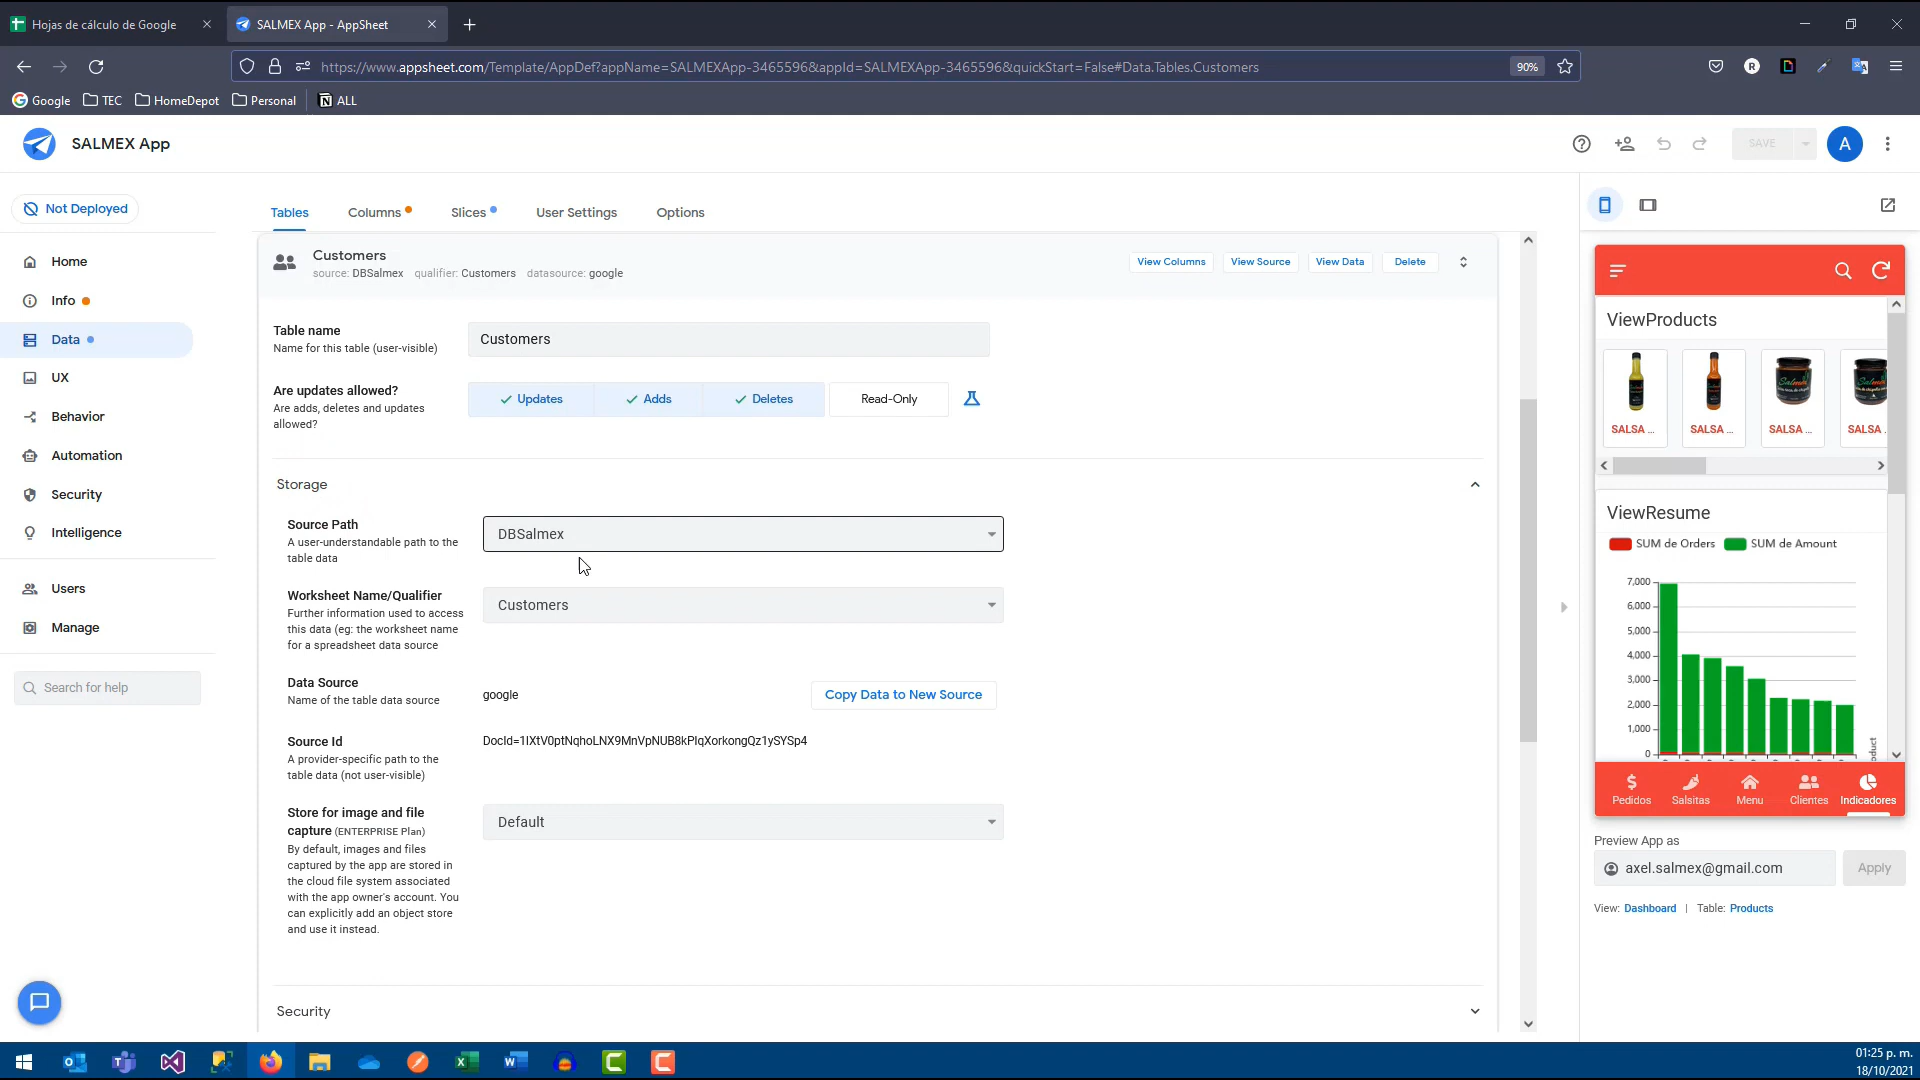 Hojas de cálculo de Google
SALMEX App - AppSheet
https://www.appsheet.com/Template/AppDef?appName=SALMEXApp-3465596&appId=SALMEXApp-3465596&quickStart=False#Data.Tables.Customers
90%
Google
TEC
HomeDepot
Personal
ALL
SALMEX App
SAVE
A
Not Deployed
Home
Info
Data
UX
Behavior
Automation
Security
Intelligence
Users
Manage
Search for help
Tables
Columns
Slices
User Settings
Options
Customers
source: DBSalmex qualifier: Customers datasource: google
View Columns
View Source
View Data
Delete
Table name
Name for this table (user-visible)
Customers
Are updates allowed?
Are adds, deletes and updates
allowed?
Updates
Adds
Deletes
Read-Only
Storage
Source Path
A user-understandable path to the
table data
DBSalmex
Worksheet Name/Qualifier
Further information used to access
this data (eg: the worksheet name
for a spreadsheet data source
Customers
Data Source
Name of the table data source
google
Copy Data to New Source
Source Id
A provider-specific path to the
table data (not user-visible)
Store for image and file
capture (ENTERPRISE Plan)
By default, images and files
captured by the app are stored in
the cloud file system associated
with the app owner's account. You
can explicitly add an object store
and use it instead.
Default
Security
ViewProducts
SALSA ...
SALSA ...
SALSA ...
SALSA
ViewResume
SUM de Orders
SUM de Amount
7,000
6,000
5,000
4,000
3,000
2,000
1,000
0
Pedidos
Salsitas
Menu
Clientes
Indicadores
Preview App as
axel.salmex@gmail.com
Apply
View: Dashboard | Table: Products
01:25 p. m.
18/10/2021